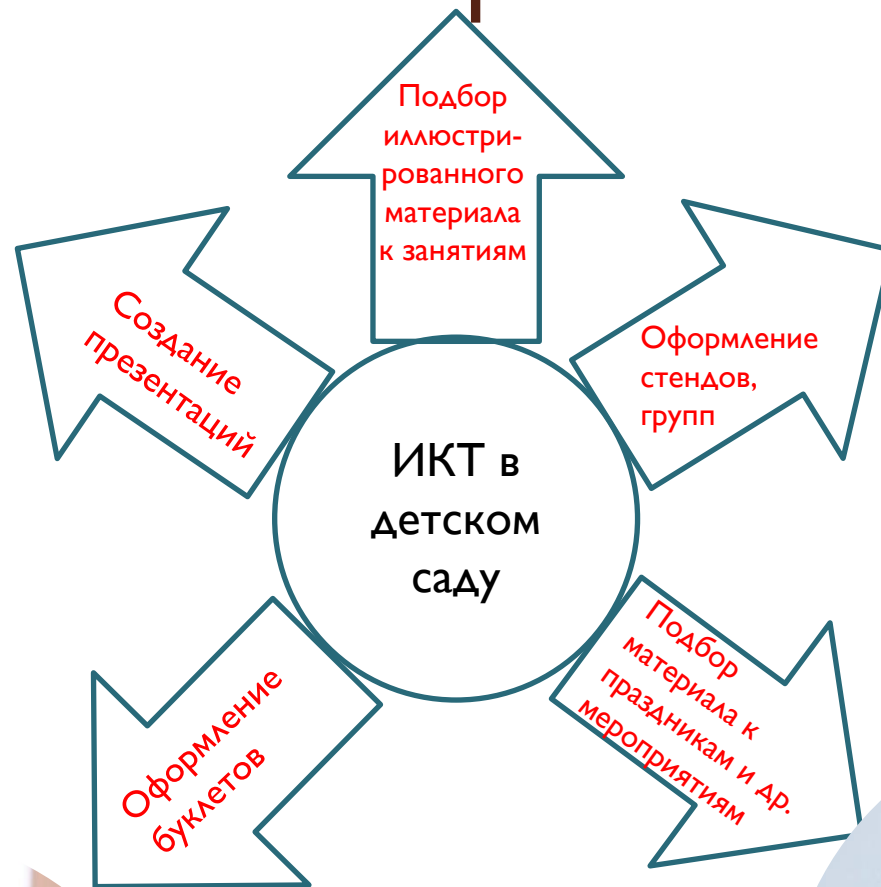 Подбор
иллюстри-
рованного
материала
к занятиям
Создание
презентаций
Оформление
стендов,
групп
ИКТ в
детском
саду
Оформление
буклетов
Подбор
материала к
праздникам и др.
мероприятиям